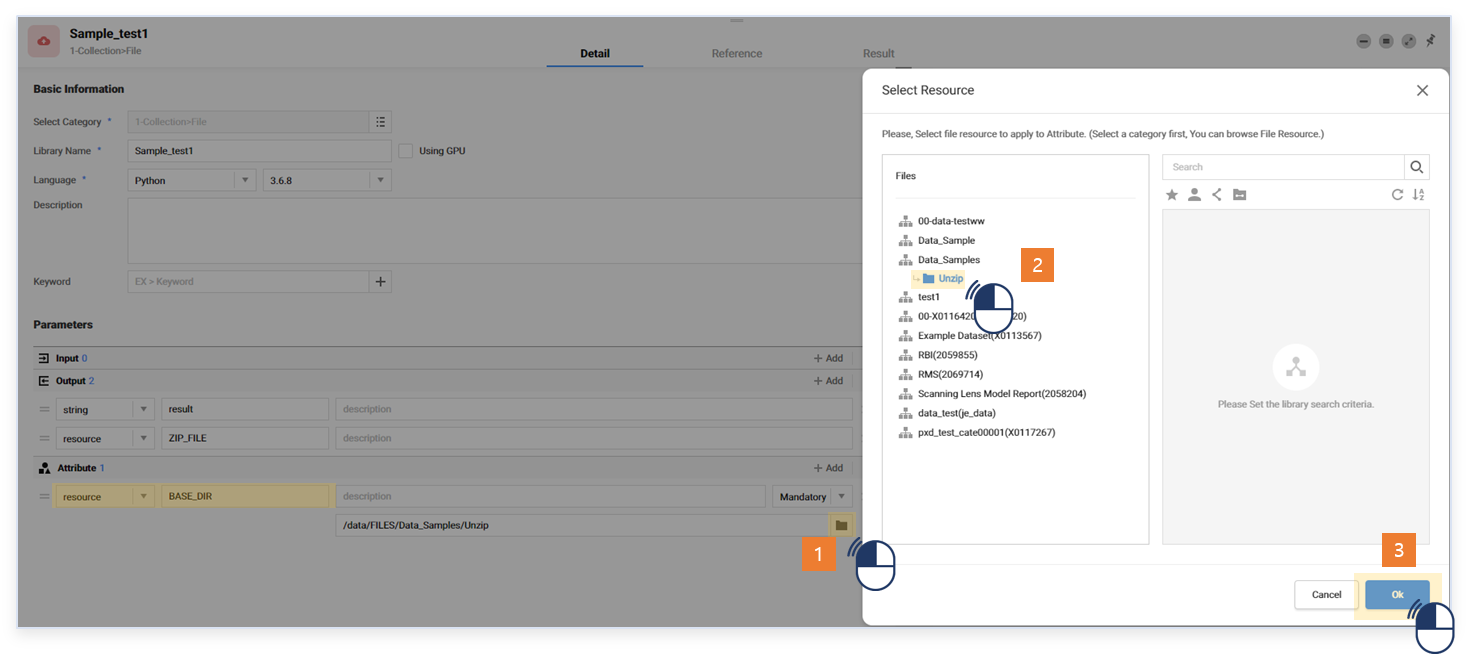 Sample_test1
1-Collection>File
Detail
Reference
Result
Basic Information
Select Category *
1-Collection>File
Library Name *
Sample_test1
Using GPU
Language *
Python
3.6.8
Description
Keyword
EX > Keyword
Parameters
Input 0
+ Add
Output 2
+ Add
string
result
description
resource
ZIP_FILE
description
Attribute 1
+ Add
resource
BASE_DIR
description
Mandatory
/data/FILES/Data_Samples/Unzip
1
Select Resource
Please, Select file resource to apply to Attribute. (Select a category first, You can browse File Resource.)
Files
00-data-testww
Data_Sample
Data_Samples
Unzip
2
test1
00-X011642 20)
Example Dataset(X0113567)
RBI(2059855)
RMS(2069714)
Scanning Lens Model Report(2058204)
data_test(je_data)
pxd_test_cate00001(X0117267)
Search
Please Set the library search criteria.
3
Cancel
Ok